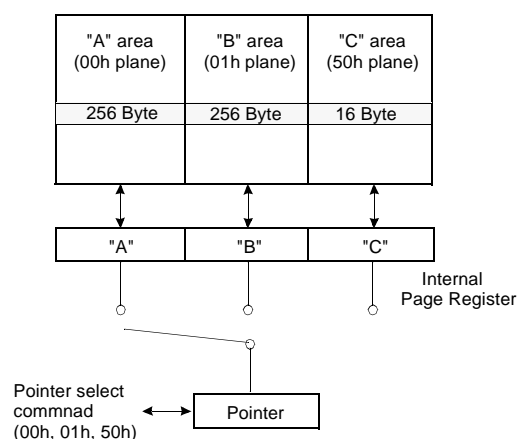 "A" area
(00h plane)
"B" area
(01h plane)
"C" area
(50h plane)
256 Byte
256 Byte
16 Byte
"A"
"B"
"C"
Internal
Page Register
Pointer select
commnad
(00h, 01h, 50h)
Pointer